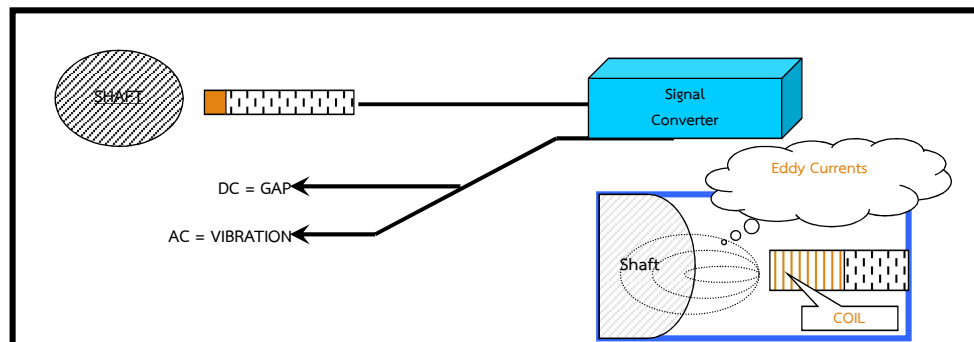 SHAFT
Signal
Converter
Eddy Currents
DC = GAP
AC = VIBRATION
Shaft
COIL